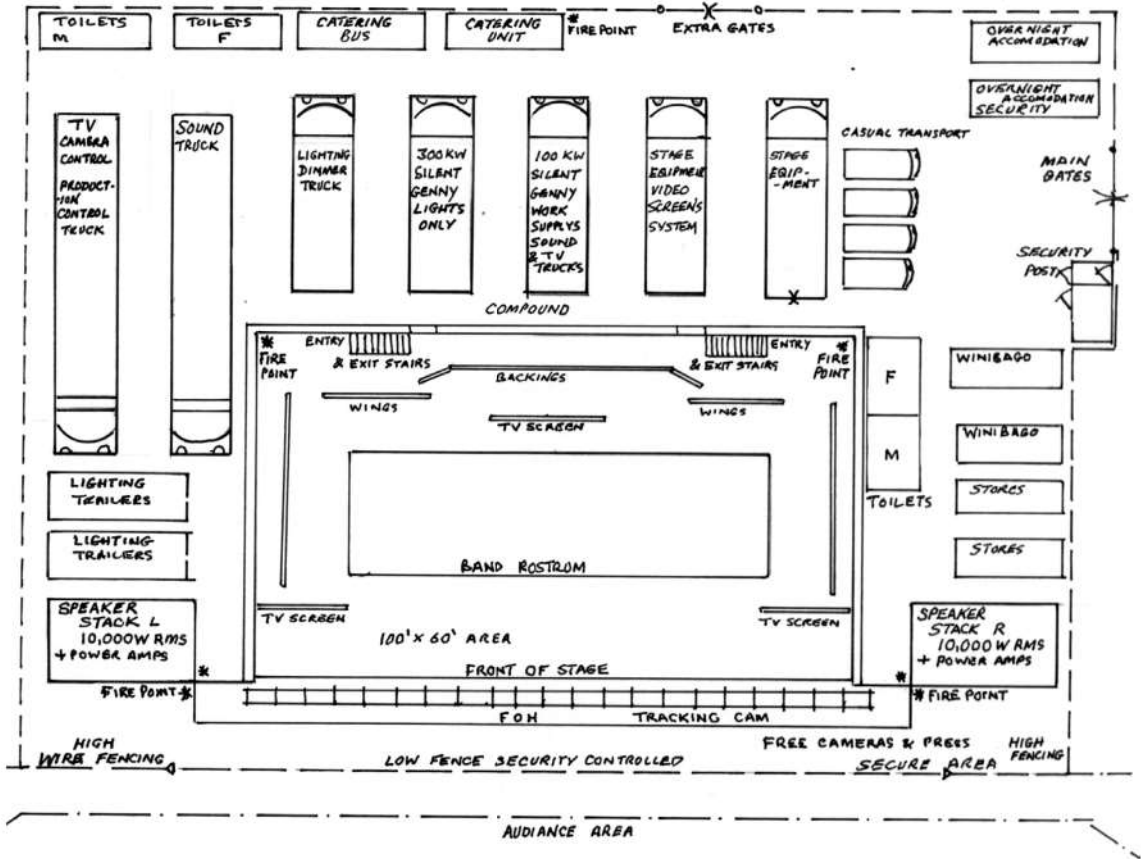 TOILETS
M
TOILETS
F
CATERING
BUS
CATERING
UNIT
* FIRE POINT
EXTRA GATES
OVERNIGHT
ACCOMODATION
OVERNIGHT
ACCOMODATION
SECURITY
TV
CAMERA
CONTROL
PRODUCT-
-ION
CONTROL
TRUCK
SOUND
TRUCK
LIGHTING
DIMMER
TRUCK
300 KW
SILENT
GENNY
LIGHTS
ONLY
100 KW
SILENT
GENNY
WORK
SUPPLYS
SOUND
& TV
TRUCKS
STAGE
EQIPMENT
VIDEO
SCREENS
SYSTEM
STAGE
EQIP-
-MENT
CASUAL TRANSPORT
MAIN
GATES
SECURITY
POST
COMPOUND
* FIRE
POINT
ENTRY
& EXIT STAIRS
ENTRY
& EXIT STAIRS
* FIRE
POINT
BACKINGS
WINGS
WINGS
TV SCREEN
F
M
TOILETS
WINIBAGO
WINIBAGO
STORES
STORES
LIGHTING
TRAILERS
LIGHTING
TRAILERS
BAND ROSTRUM
SPEAKER
STACK L
10,000W RMS
+ POWER AMPS
TV SCREEN
TV SCREEN
100' X 60' AREA
SPEAKER
STACK R
10,000 W RMS
+ POWER AMPS
FRONT OF STAGE
FIRE POINT *
* FIRE POINT
FOH
TRACKING CAM
HIGH
WIRE FENCING
LOW FENCE SECURITY CONTROLLED
FREE CAMERAS & PRESS
SECURE AREA
HIGH
FENCING
AUDIANCE AREA